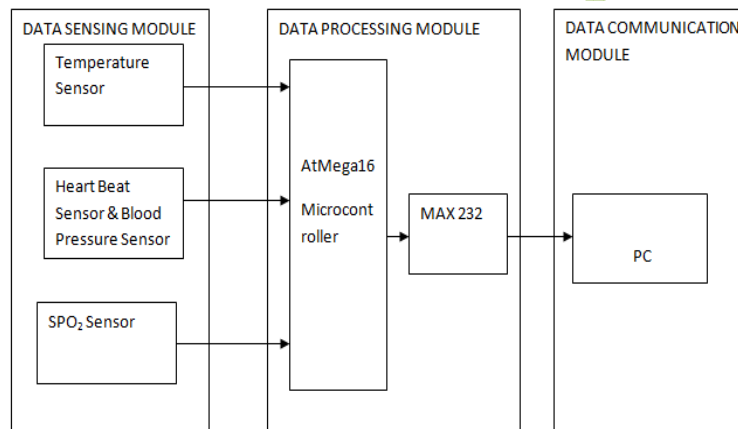 DATA SENSING MODULE
Temperature
Sensor
Heart Beat
Sensor & Blood
Pressure Sensor
SPO₂ Sensor
DATA PROCESSING MODULE
AtMega16
Microcont
roller
MAX 232
DATA COMMUNICATION
MODULE
PC